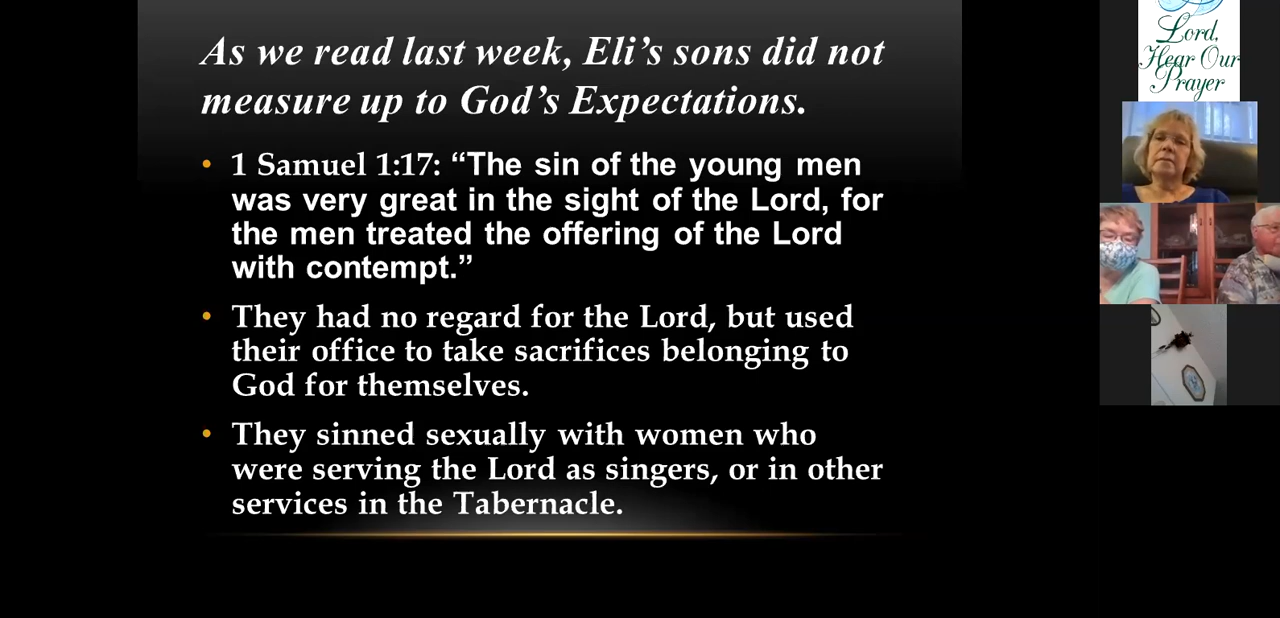 As we read last week, Eli’s sons did not
measure up to God’s Expectations.
• 1 Samuel 1:17: “The sin of the young men
was very great in the sight of the Lord, for
the men treated the offering of the Lord
with contempt.”
• They had no regard for the Lord, but used
their office to take sacrifices belonging to
God for themselves.
• They sinned sexually with women who
were serving the Lord as singers, or in other
services in the Tabernacle.
Lord,
Hear Our
Prayer